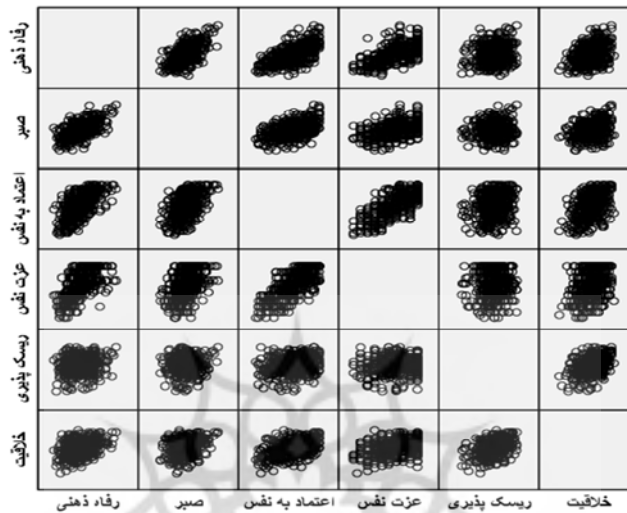 رفاه ذهنی
صبر
اعتماد به نفس
عزت نفس
ریسک پذیری
خلاقیت
رفاه ذهنی
صبر
اعتماد به نفس
عزت نفس
ریسک پذیری
خلاقیت